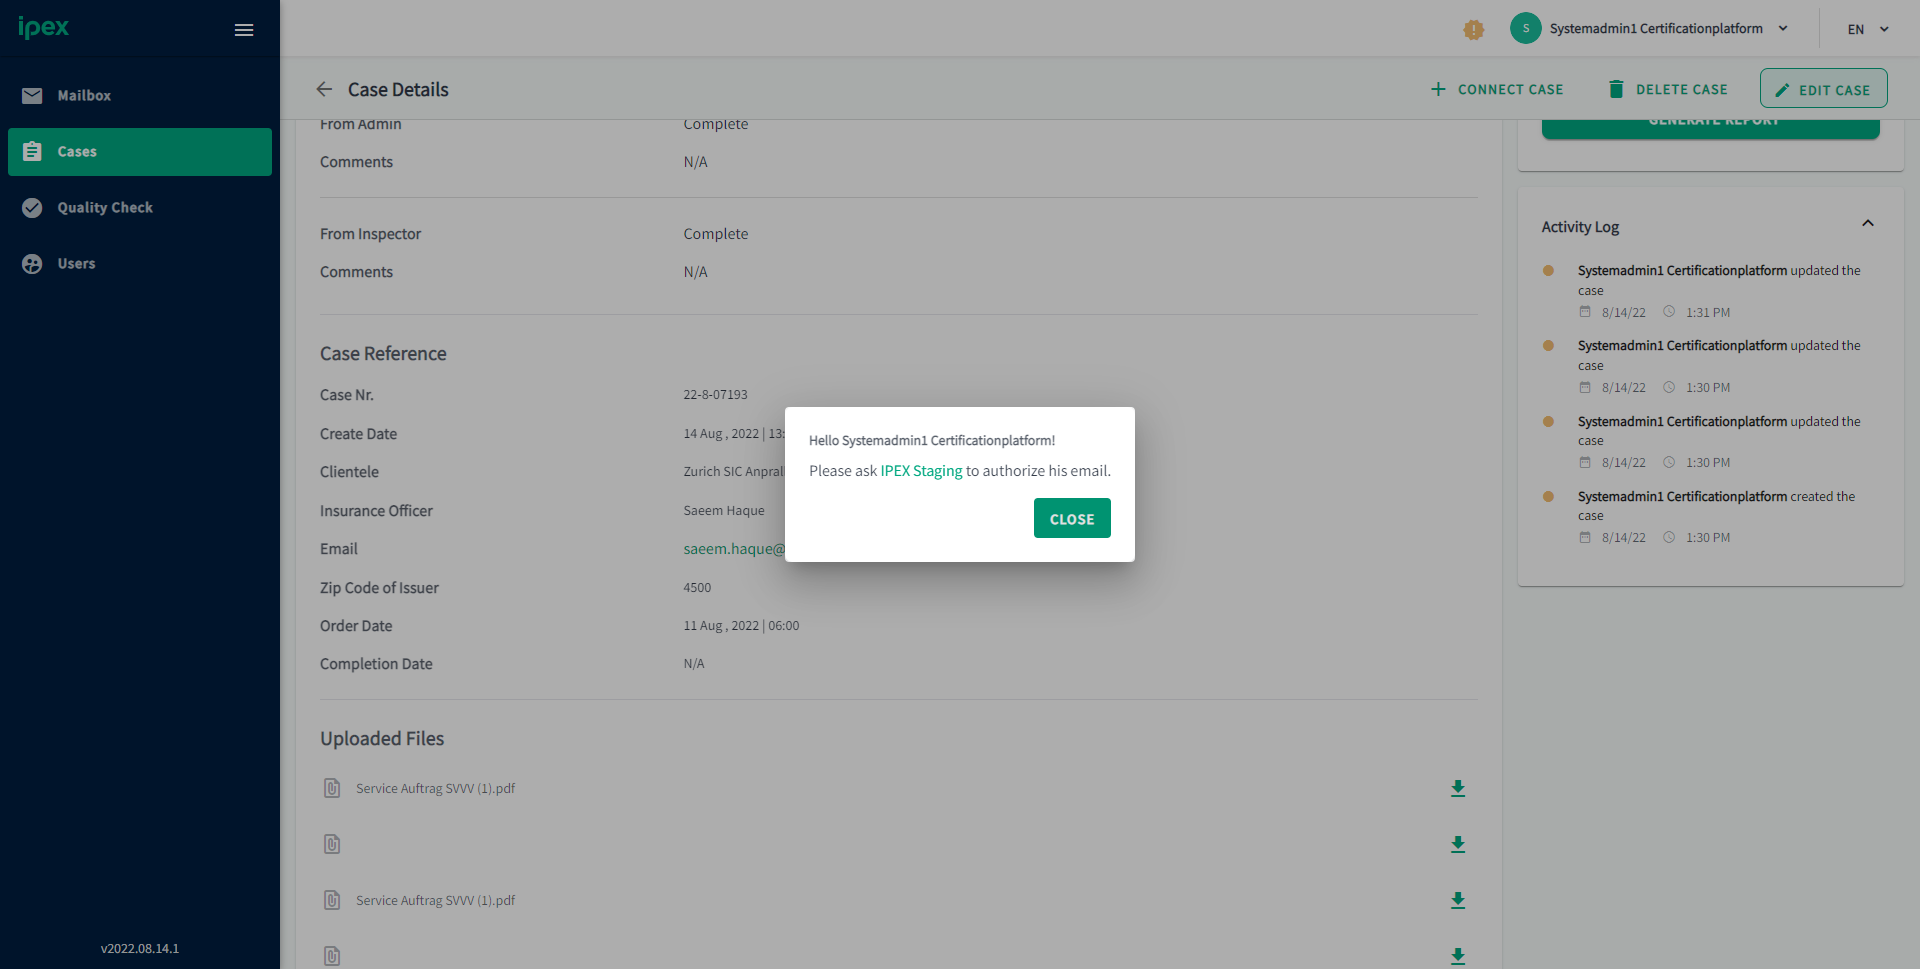 ipex
Systemadmin1 Certificationplatform
S
EN
Mailbox
Cases
Quality Check
Users
v2022.08.14.1
Case Details
CONNECT CASE
DELETE CASE
EDIT CASE
From Admin Complete
Comments N/A
From Inspector Complete
Comments N/A
Case Reference
Case Nr. 22-8-07193
Create Date 14 Aug , 2022 | 13:
Clientele Zurich SIC Anpral
Insurance Officer Saeem Haque
Email saeem.haque@
Zip Code of Issuer 4500
Order Date 11 Aug , 2022 | 06:00
Completion Date N/A
Uploaded Files
Service Auftrag SVVV (1).pdf
Service Auftrag SVVV (1).pdf
Hello Systemadmin1 Certificationplatform!
Please ask IPEX Staging to authorize his email.
CLOSE
GENERATE REPORT
Activity Log
Systemadmin1 Certificationplatform updated the
case
8/14/22 1:31 PM
Systemadmin1 Certificationplatform updated the
case
8/14/22 1:30 PM
Systemadmin1 Certificationplatform updated the
case
8/14/22 1:30 PM
Systemadmin1 Certificationplatform created the
case
8/14/22 1:30 PM